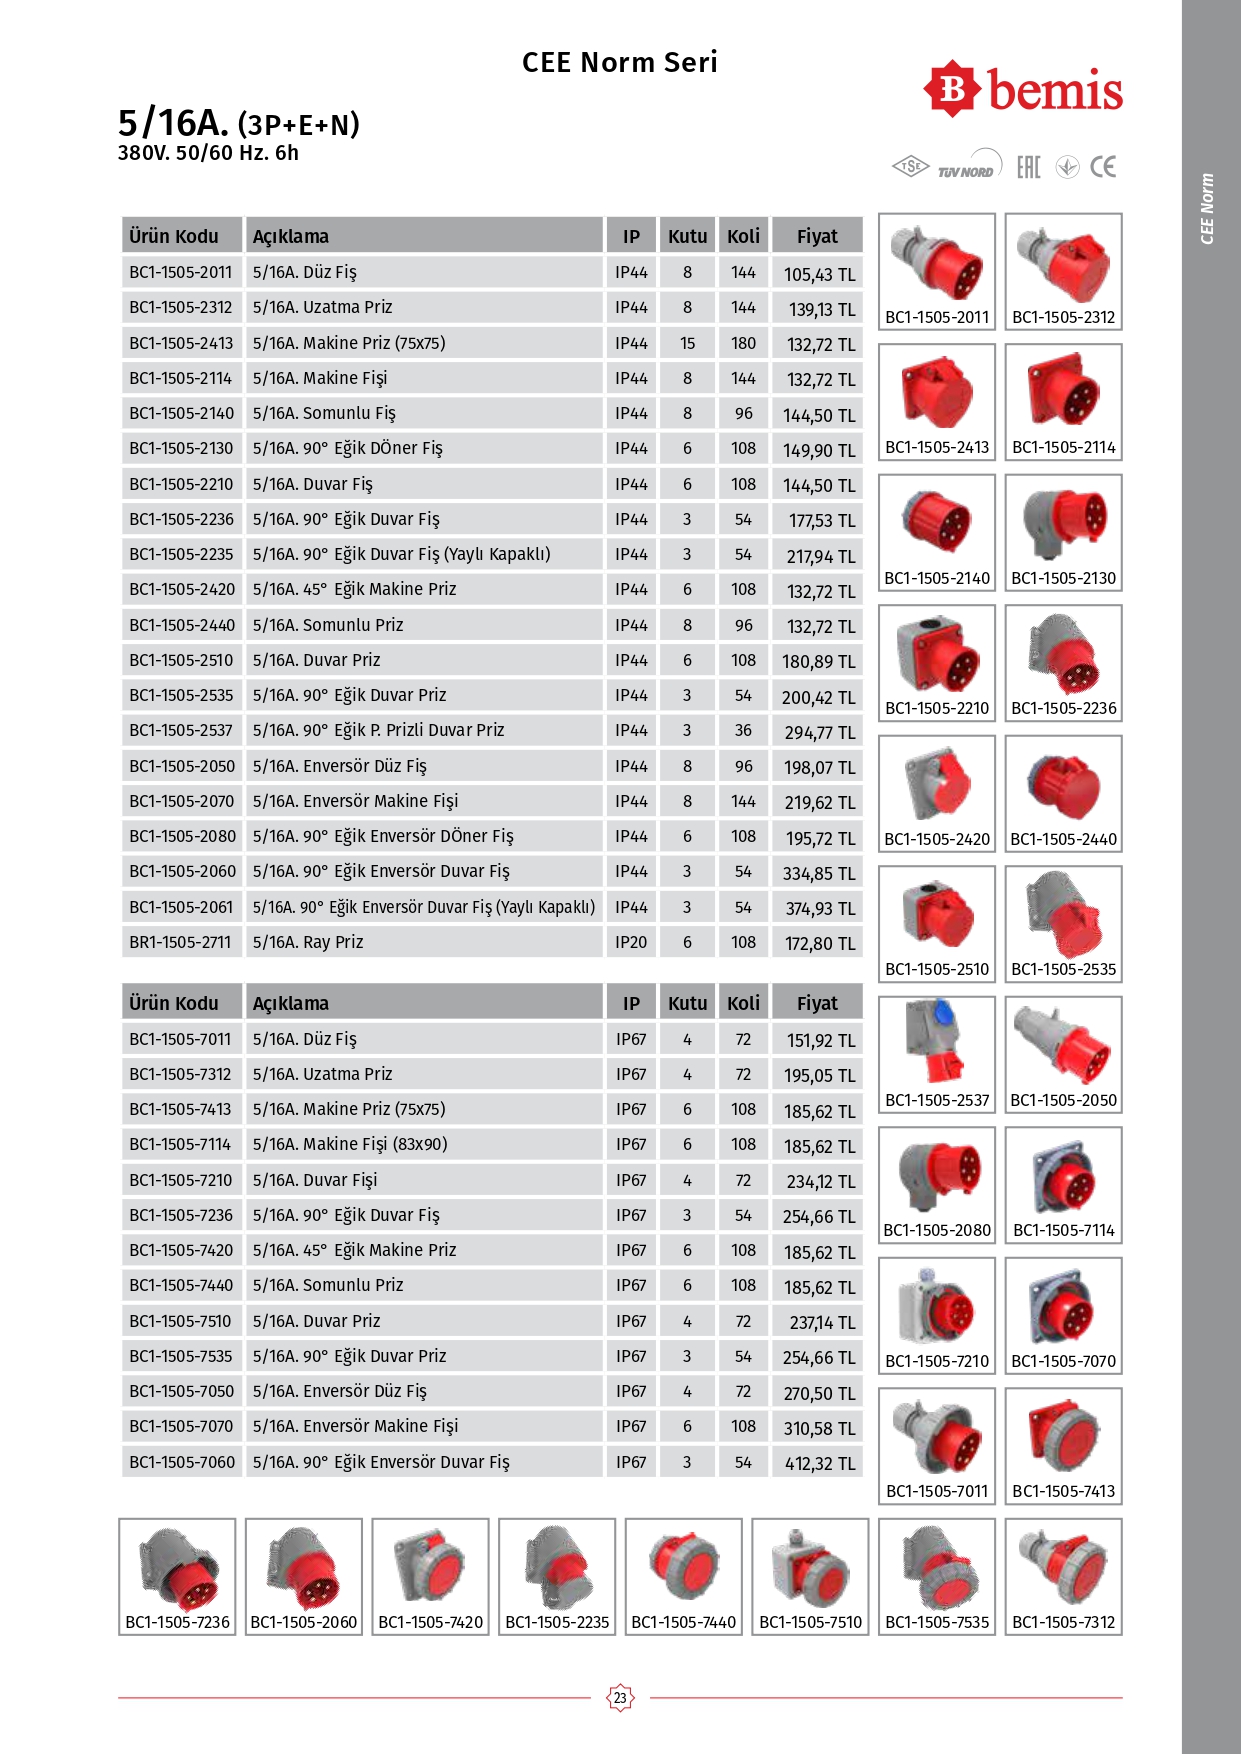 CEE Norm Seri
B bemis
5/16A. (3P+E+N)
380V. 50/60 Hz. 6h
TSE TÜV NORD EAC CE
CEE Norm
Ürün Kodu Açıklama IP Kutu Koli Fiyat
BC1-1505-2011 5/16A. Düz Fiş IP44 8 144 105,43 TL
BC1-1505-2312 5/16A. Uzatma Priz IP44 8 144 139,13 TL
BC1-1505-2413 5/16A. Makine Priz (75x75) IP44 15 180 132,72 TL
BC1-1505-2114 5/16A. Makine Fişi IP44 8 144 132,72 TL
BC1-1505-2140 5/16A. Somunlu Fiş IP44 8 96 144,50 TL
BC1-1505-2130 5/16A. 90° Eğik DÖner Fiş IP44 6 108 149,90 TL
BC1-1505-2210 5/16A. Duvar Fiş IP44 6 108 144,50 TL
BC1-1505-2236 5/16A. 90° Eğik Duvar Fiş IP44 3 54 177,53 TL
BC1-1505-2235 5/16A. 90° Eğik Duvar Fiş (Yaylı Kapaklı) IP44 3 54 217,94 TL
BC1-1505-2420 5/16A. 45° Eğik Makine Priz IP44 6 108 132,72 TL
BC1-1505-2440 5/16A. Somunlu Priz IP44 8 96 132,72 TL
BC1-1505-2510 5/16A. Duvar Priz IP44 6 108 180,89 TL
BC1-1505-2535 5/16A. 90° Eğik Duvar Priz IP44 3 54 200,42 TL
BC1-1505-2537 5/16A. 90° Eğik P. Prizli Duvar Priz IP44 3 36 294,77 TL
BC1-1505-2050 5/16A. Enversör Düz Fiş IP44 8 96 198,07 TL
BC1-1505-2070 5/16A. Enversör Makine Fişi IP44 8 144 219,62 TL
BC1-1505-2080 5/16A. 90° Eğik Enversör DÖner Fiş IP44 6 108 195,72 TL
BC1-1505-2060 5/16A. 90° Eğik Enversör Duvar Fiş IP44 3 54 334,85 TL
BC1-1505-2061 5/16A. 90° Eğik Enversör Duvar Fiş (Yaylı Kapaklı) IP44 3 54 374,93 TL
BR1-1505-2711 5/16A. Ray Priz IP20 6 108 172,80 TL
Ürün Kodu Açıklama IP Kutu Koli Fiyat
BC1-1505-7011 5/16A. Düz Fiş IP67 4 72 151,92 TL
BC1-1505-7312 5/16A. Uzatma Priz IP67 4 72 195,05 TL
BC1-1505-7413 5/16A. Makine Priz (75x75) IP67 6 108 185,62 TL
BC1-1505-7114 5/16A. Makine Fişi (83x90) IP67 6 108 185,62 TL
BC1-1505-7210 5/16A. Duvar Fişi IP67 4 72 234,12 TL
BC1-1505-7236 5/16A. 90° Eğik Duvar Fiş IP67 3 54 254,66 TL
BC1-1505-7420 5/16A. 45° Eğik Makine Priz IP67 6 108 185,62 TL
BC1-1505-7440 5/16A. Somunlu Priz IP67 6 108 185,62 TL
BC1-1505-7510 5/16A. Duvar Priz IP67 4 72 237,14 TL
BC1-1505-7535 5/16A. 90° Eğik Duvar Priz IP67 3 54 254,66 TL
BC1-1505-7050 5/16A. Enversör Düz Fiş IP67 4 72 270,50 TL
BC1-1505-7070 5/16A. Enversör Makine Fişi IP67 6 108 310,58 TL
BC1-1505-7060 5/16A. 90° Eğik Enversör Duvar Fiş IP67 3 54 412,32 TL
BC1-1505-2011 BC1-1505-2312
BC1-1505-2413 BC1-1505-2114
BC1-1505-2140 BC1-1505-2130
BC1-1505-2210 BC1-1505-2236
BC1-1505-2420 BC1-1505-2440
BC1-1505-2510 BC1-1505-2535
BC1-1505-2537 BC1-1505-2050
BC1-1505-2080 BC1-1505-7114
BC1-1505-7210 BC1-1505-7070
BC1-1505-7011 BC1-1505-7413
BC1-1505-7236 BC1-1505-2060 BC1-1505-7420 BC1-1505-2235 BC1-1505-7440 BC1-1505-7510 BC1-1505-7535 BC1-1505-7312
23